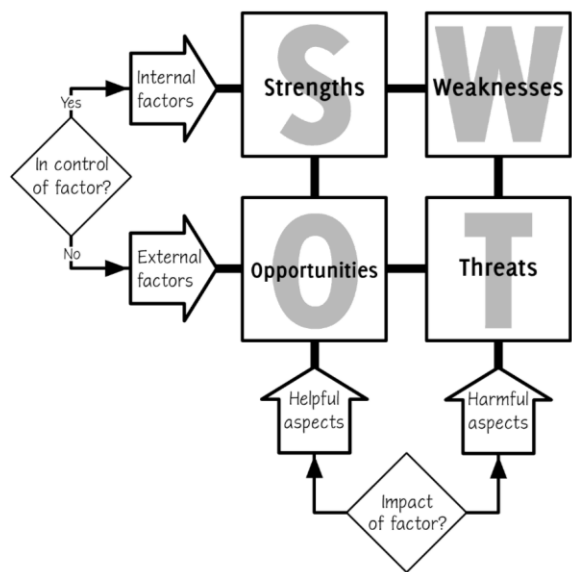 S
W
Internal
factors
Strengths
Weaknesses
Yes
In control
of factor?
No
O
T
External
factors
Opportunities
Threats
Helpful
aspects
Harmful
aspects
Impact
of factor?